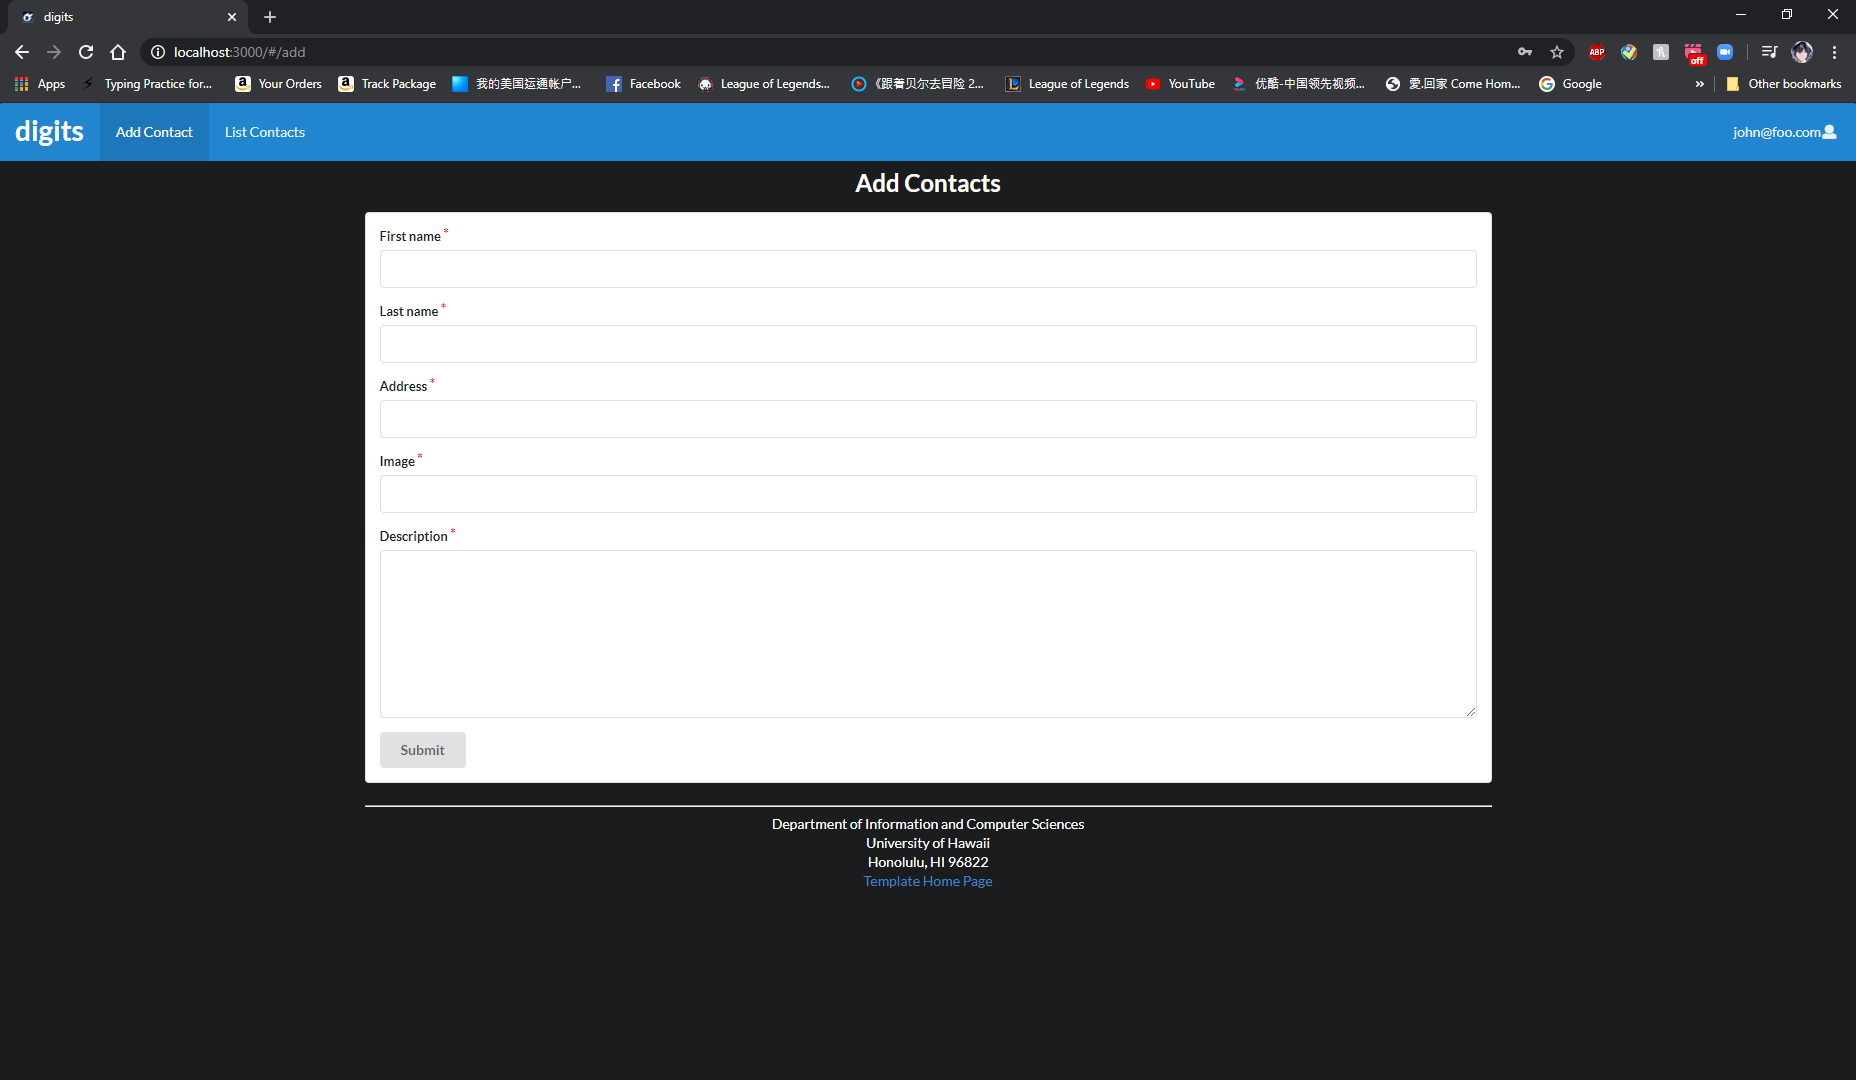 digits
localhost:3000/#/add
ABP
off
Apps
Typing Practice for...
Your Orders
Track Package
我的美国运通帐户...
Facebook
League of Legends...
《跟着贝尔去冒险 2...
League of Legends
YouTube
优酷-中国领先视频...
愛.回家 Come Hom...
Google
»
Other bookmarks
digits
Add Contact
List Contacts
john@foo.com
Add Contacts
First name *
Last name *
Address *
Image *
Description *
Submit
Department of Information and Computer Sciences
University of Hawaii
Honolulu, HI 96822
Template Home Page